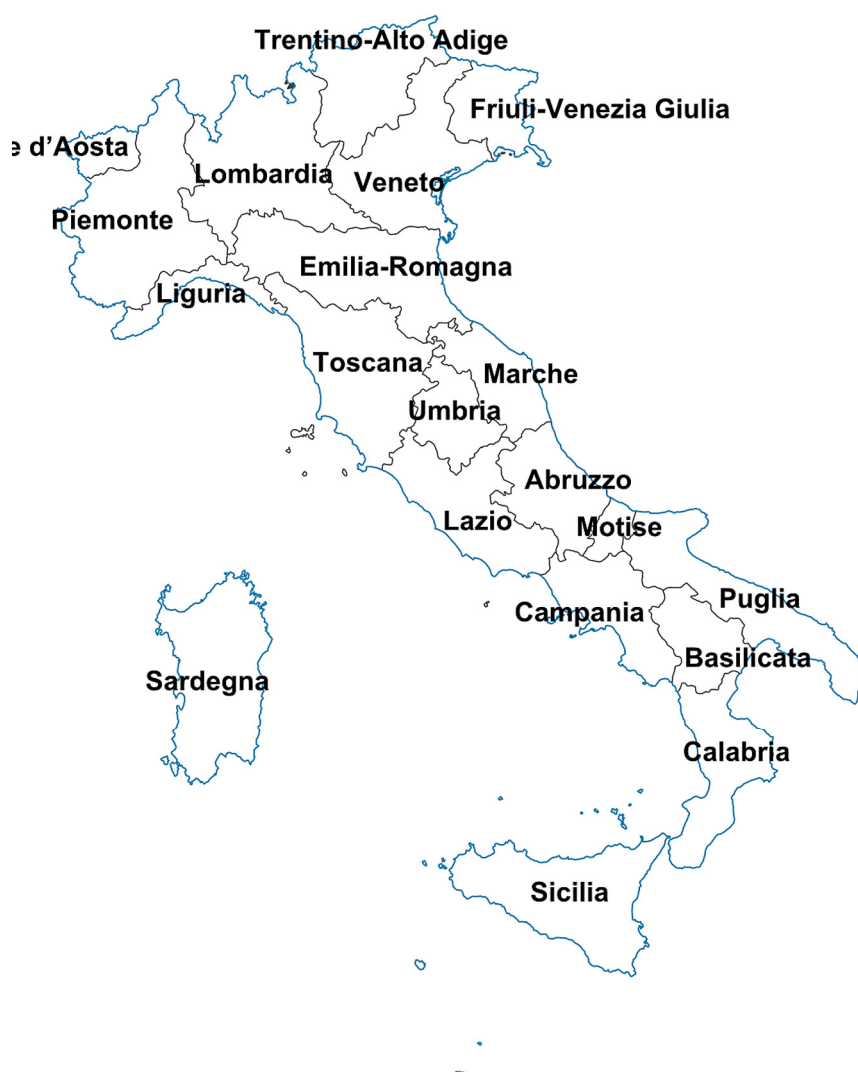 Trentino-Alto Adige
Friuli-Venezia Giulia
e d’Aosta
Lombardia
Veneto
Piemonte
Emilia-Romagna
Liguria
Toscana
Marche
Umbria
Abruzzo
Lazio
Motise
Puglia
Campania
Basilicata
Sardegna
Calabria
Sicilia